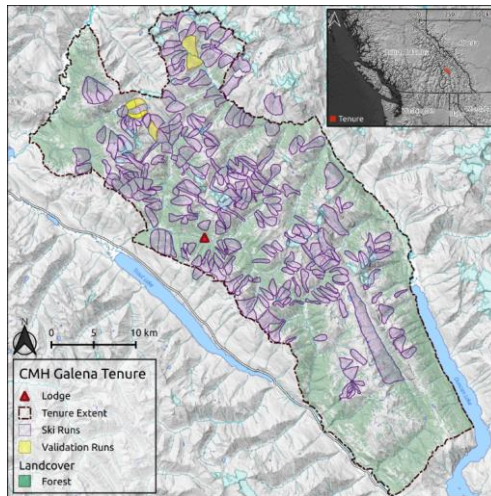 Tenure
N
0 5 10 km
CMH Galena Tenure
Lodge
Tenure Extent
Ski Runs
Validation Runs
Landcover
Forest